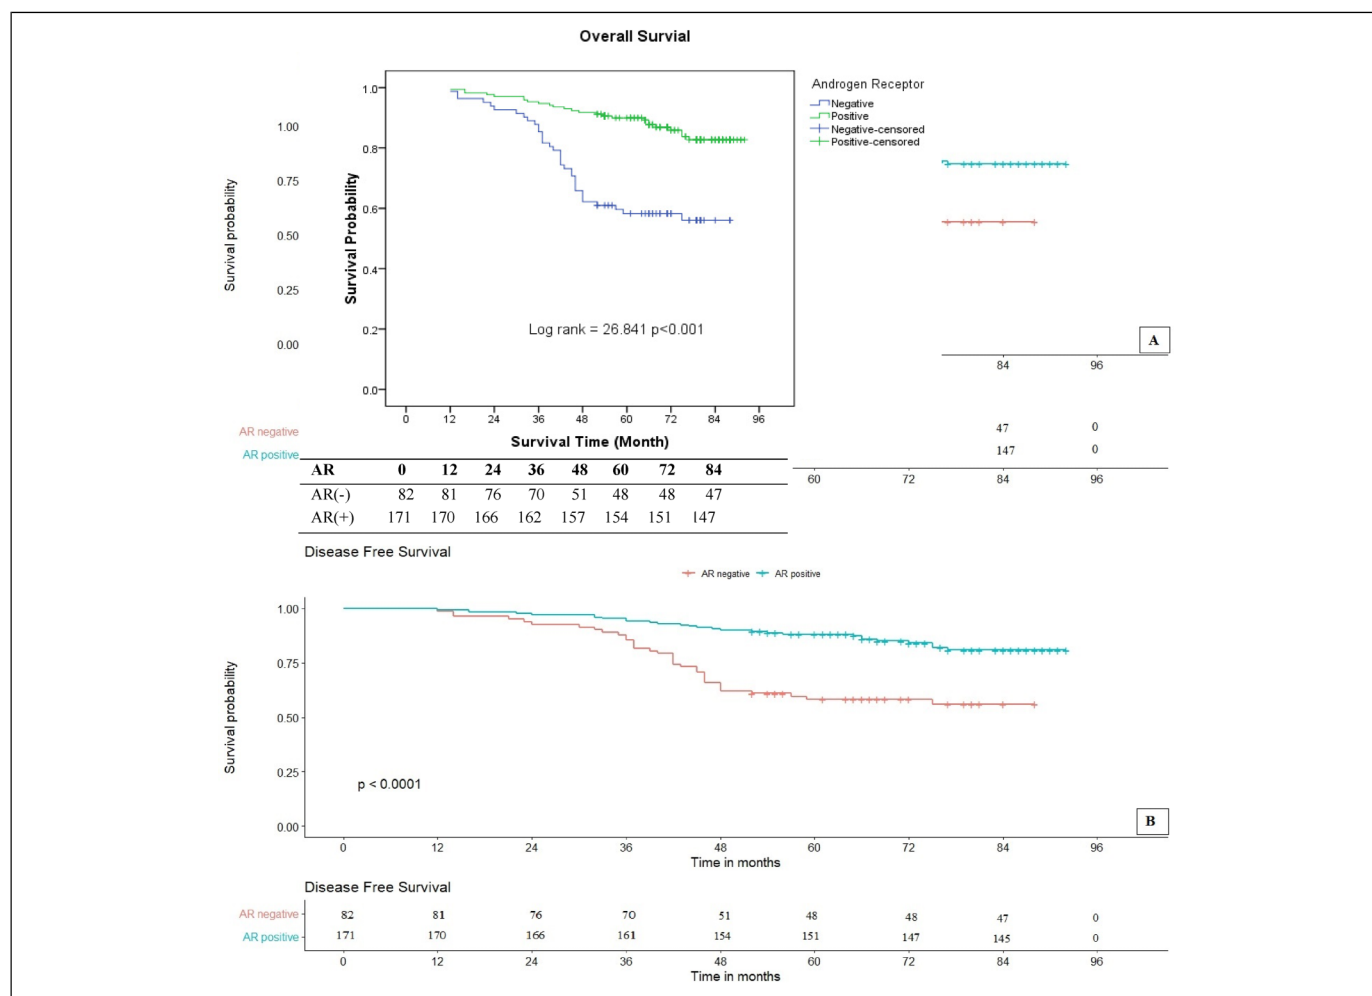 Overall Survial
Androgen Receptor
Negative
Positive
Negative-censored
Positive-censored
1.00
0.75
0.50
0.25
0.00
Survival probability
1.0
0.8
0.6
0.4
0.2
0.0
Survival Probability
Log rank = 26.841 p<0.001
A
0 12 24 36 48 60 72 84 96
84 96
Survival Time (Month)
AR negative
47 0
AR positive
147 0
60 72 84 96
AR 0 12 24 36 48 60 72 84
AR(-) 82 81 76 70 51 48 48 47
AR(+) 171 170 166 162 157 154 151 147
Disease Free Survival
AR negative AR positive
1.00
0.75
0.50
0.25
0.00
Survival probability
p < 0.0001
B
0 12 24 36 48 60 72 84 96
Time in months
Disease Free Survival
AR negative 82 81 76 70 51 48 48 47 0
AR positive 171 170 166 161 154 151 147 145 0
0 12 24 36 48 60 72 84 96
Time in months